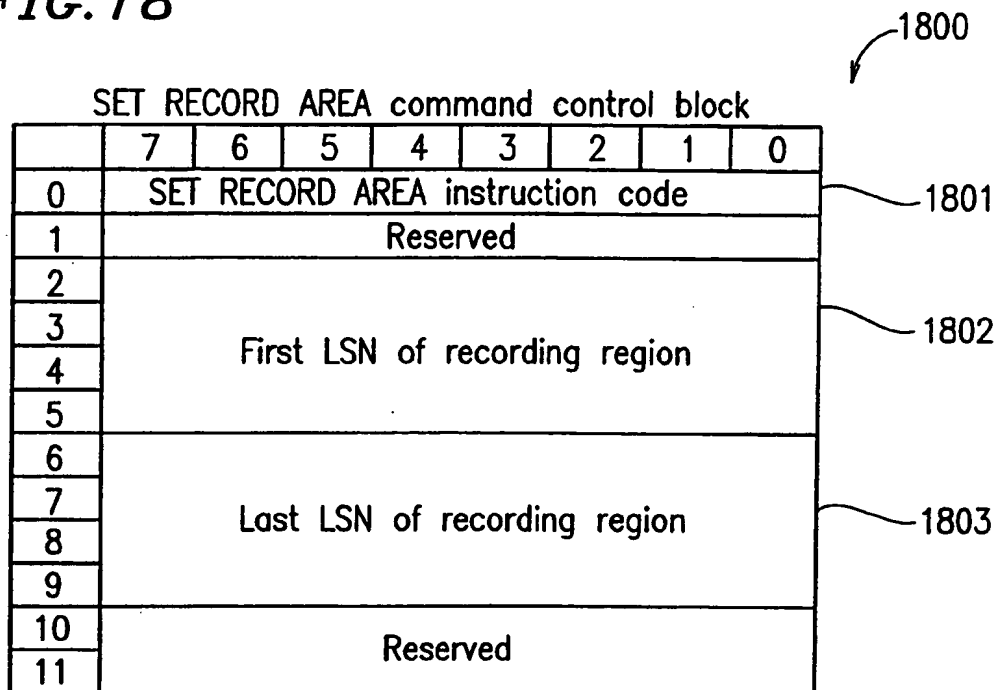 FIG. 18
1800
SET RECORD AREA command control block
7 6 5 4 3 2 1 0
0 SET RECORD AREA instruction code 1801
1 Reserved
2
3 First LSN of recording region 1802
4
5
6
7 Last LSN of recording region 1803
8
9
10 Reserved
11